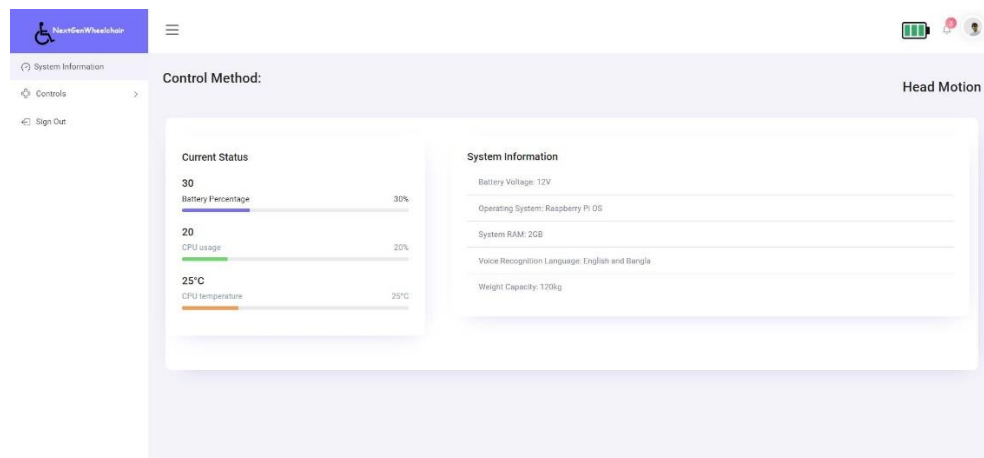 NextGenWheelchair
System Information
Controls
Sign Out
3
Control Method:
Head Motion
Current Status
30
Battery Percentage 30%
20
CPU usage 20%
25°C
CPU temperature 25°C
System Information
Battery Voltage: 12V
Operating System: Raspberry Pi OS
System RAM: 2GB
Voice Recognition Language: English and Bangla
Weight Capacity: 120kg